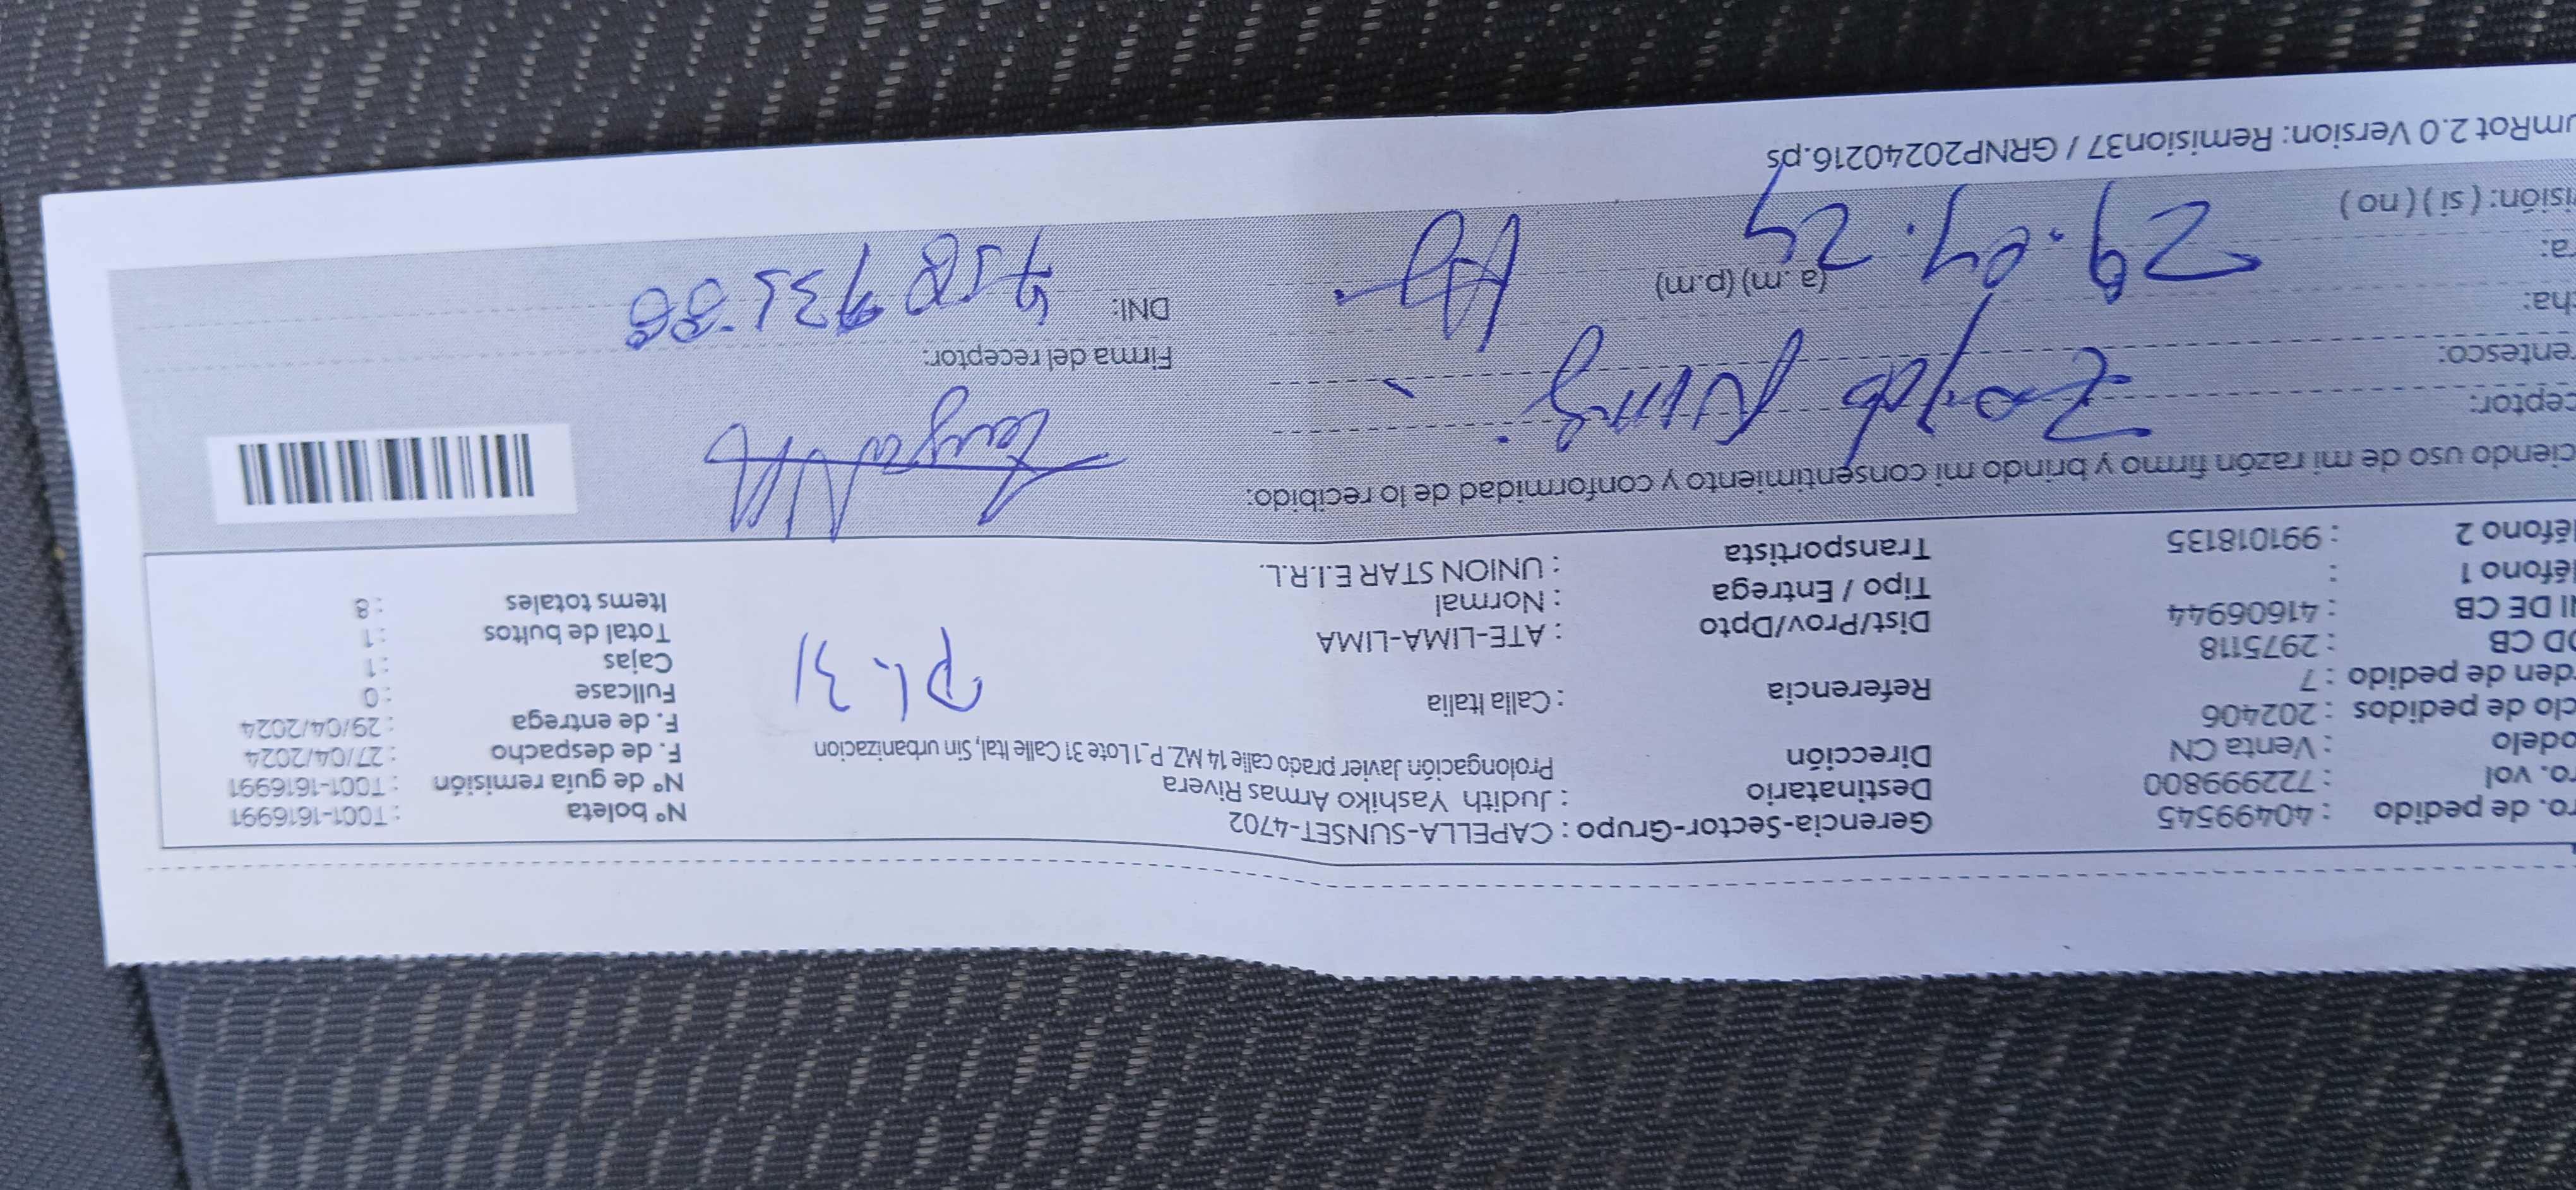 ro. de pedido : 40499545
ro. vol : 722999800
odelo : Venta CN
clo de pedidos : 202406
den de pedido : 7
OD CB : 2975118
NI DE CB : 41606944
léfono 1 :
léfono 2 : 991018135
Gerencia-Sector-Grupo : CAPELLA-SUNSET-4702
Destinatario : Judith Yashiko Armas Rivera
Dirección Prolongación Javier prado calle 14 MZ. P_1 Lote 31 Calle Ital, Sin urbanizacion
Referencia : Calla Italia
Dist/Prov/Dpto : ATE-LIMA-LIMA
Tipo / Entrega : Normal
Transportista : UNION STAR E.I.R.L.
P1. 31
N° boleta : T001-1616991
N° de guía remisión : T001-1616991
F. de despacho : 27/04/2024
F. de entrega : 29/04/2024
Fullcase : 0
Cajas : 1
Total de bultos : 1
Items totales : 8
ciendo uso de mi razón firmo y brindo mi consentimiento y conformidad de lo recibido:
ceptor:
entesco:
cha:
ra: 29.04.24 (a .m) (p.m)
isión: ( si ) ( no )
Firma del receptor:
DNI:
umRot 2.0 Version: Remision37 / GRNP20240216.ps